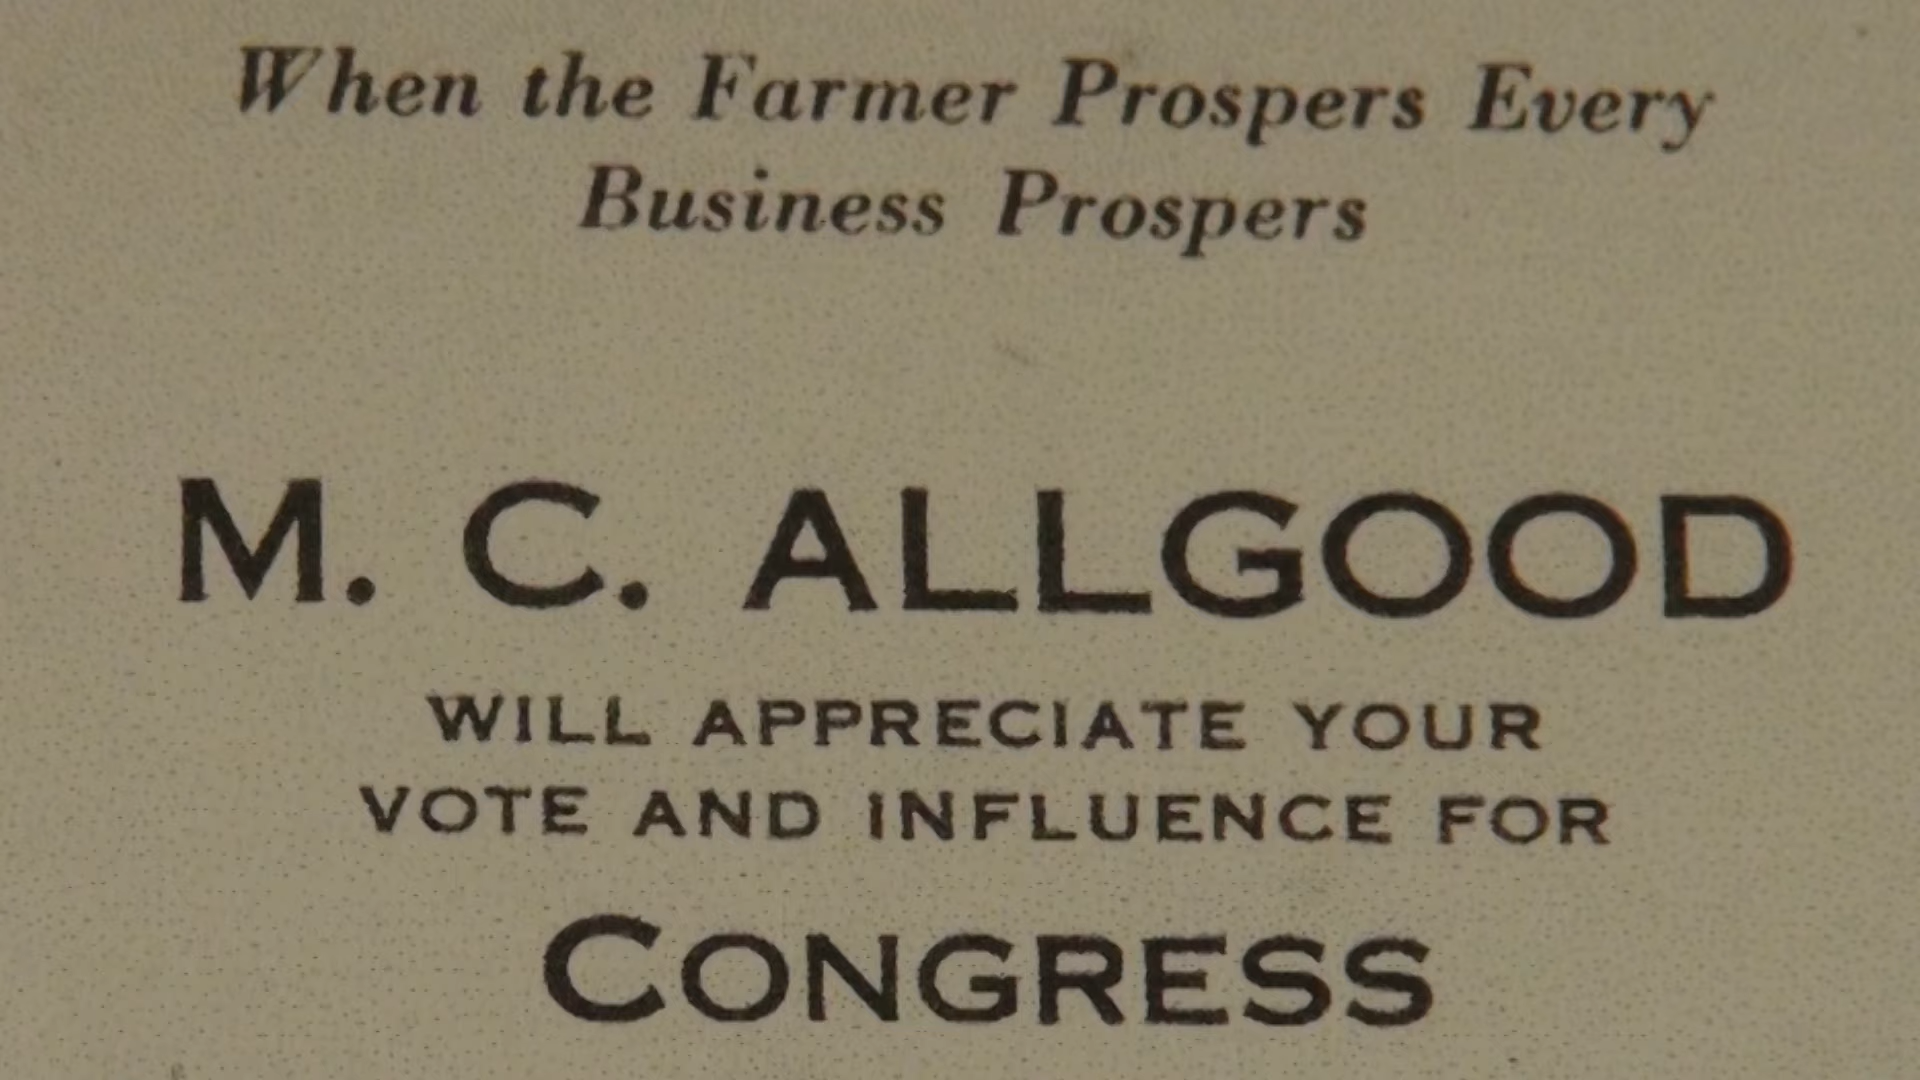 When the Farmer Prospers Every
Business Prospers
M. C. ALLGOOD
WILL APPRECIATE YOUR
VOTE AND INFLUENCE FOR
CONGRESS